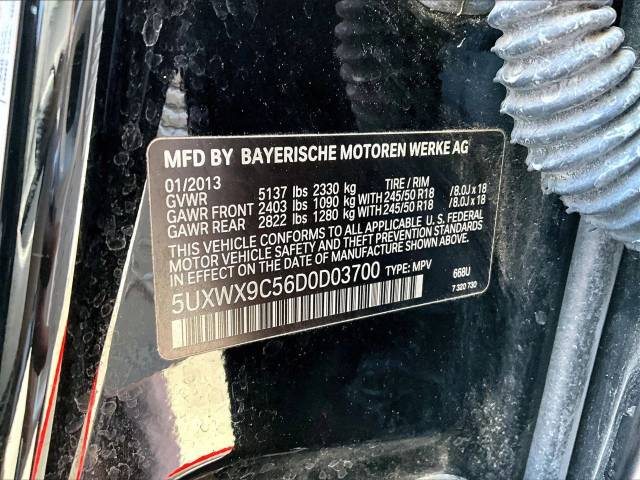 MFD BY BAYERISCHE MOTOREN WERKE AG
01/2013 TIRE / RIM
GVWR 5137 lbs 2330 kg
GAWR FRONT 2403 lbs 1090 kg WITH 245/50 R18 /8.0J x 18
GAWR REAR 2822 lbs 1280 kg WITH 245/50 R18 /8.0J x 18
THIS VEHICLE CONFORMS TO ALL APPLICABLE U.S. FEDERAL
MOTOR VEHICLE SAFETY AND THEFT PREVENTION STANDARDS
IN EFFECT ON THE DATE OF MANUFACTURE SHOWN ABOVE.
5UXWX9C56D0D03700 TYPE: MPV 668U
7 320 730